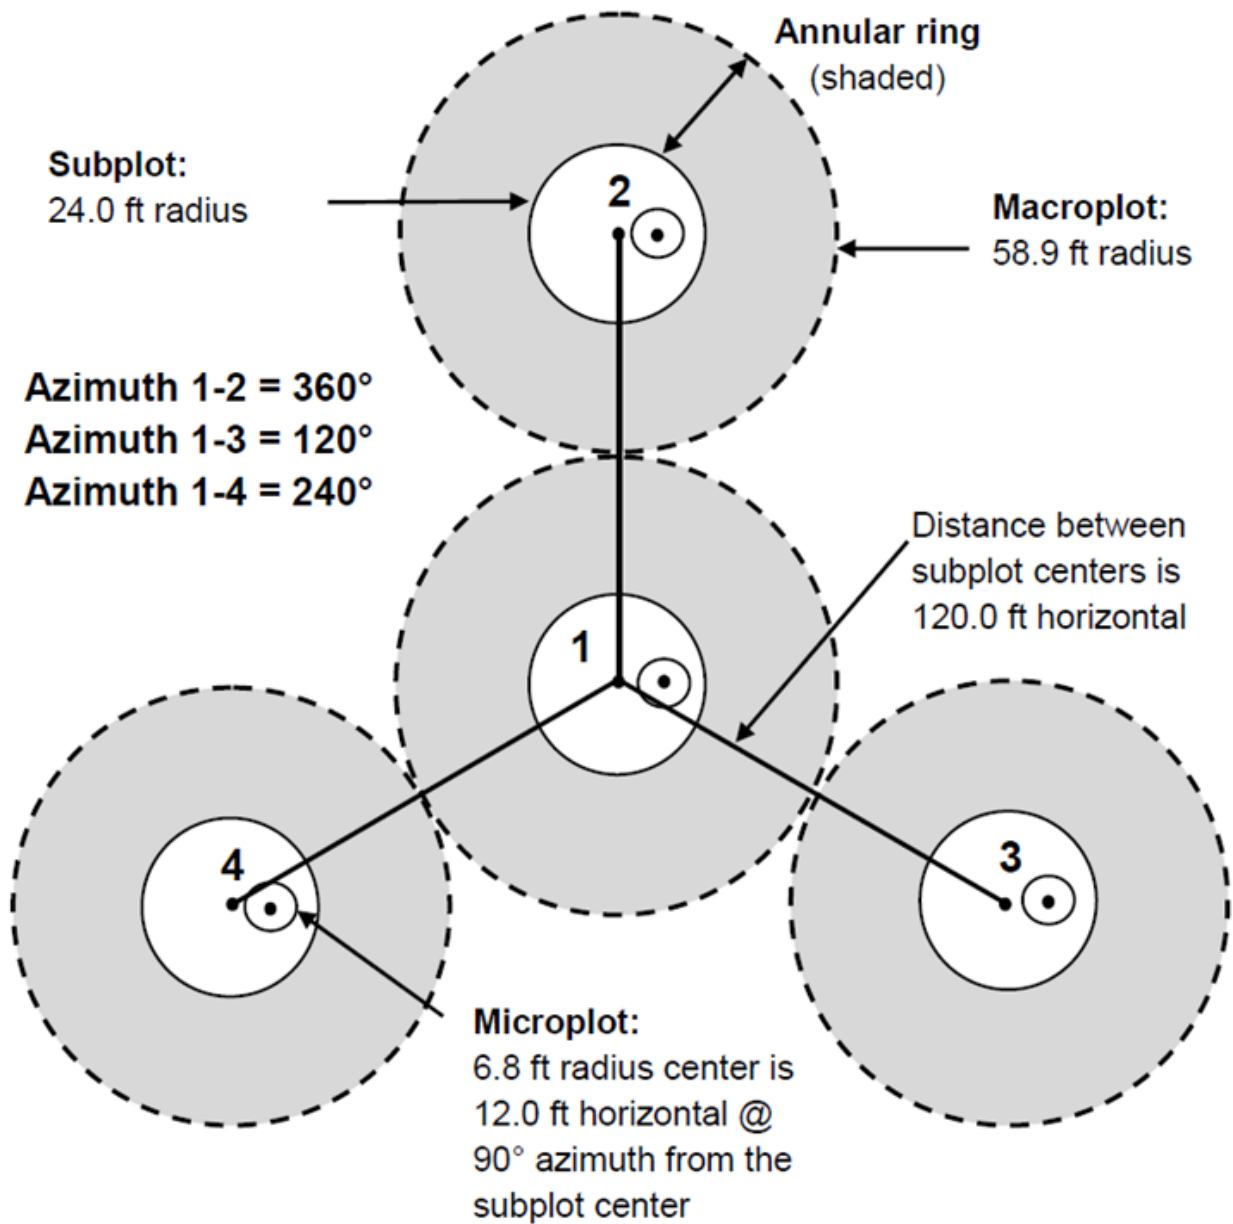 Annular ring
(shaded)
Subplot:
24.0 ft radius
2
Macroplot:
58.9 ft radius
Azimuth 1-2 = 360°
Azimuth 1-3 = 120°
Azimuth 1-4 = 240°
Distance between
subplot centers is
120.0 ft horizontal
1
4
3
Microplot:
6.8 ft radius center is
12.0 ft horizontal @
90° azimuth from the
subplot center